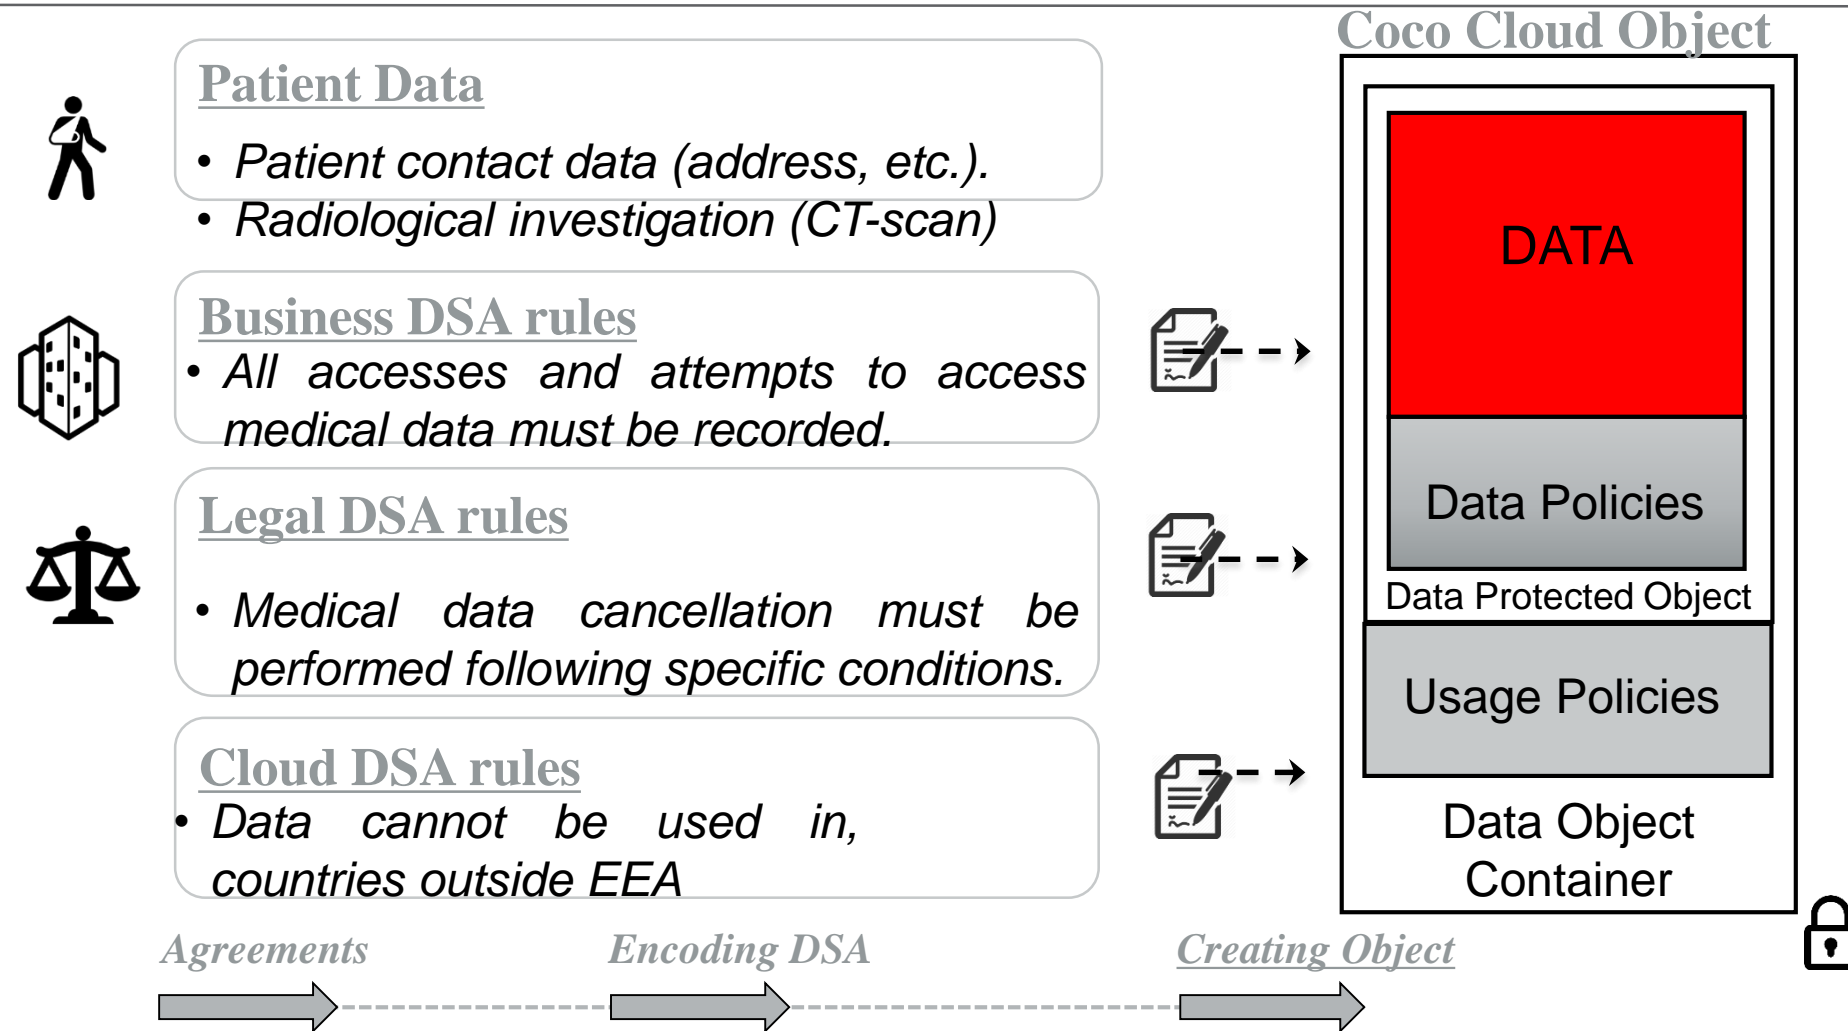 Coco Cloud Object
Patient Data
• Patient contact data (address, etc.).
• Radiological investigation (CT-scan)
Business DSA rules
• All accesses and attempts to access
medical data must be recorded.
Legal DSA rules
• Medical data cancellation must be
performed following specific conditions.
Cloud DSA rules
• Data cannot be used in,
countries outside EEA
DATA
Data Policies
Data Protected Object
Usage Policies
Data Object
Container
Agreements
Encoding DSA
Creating Object